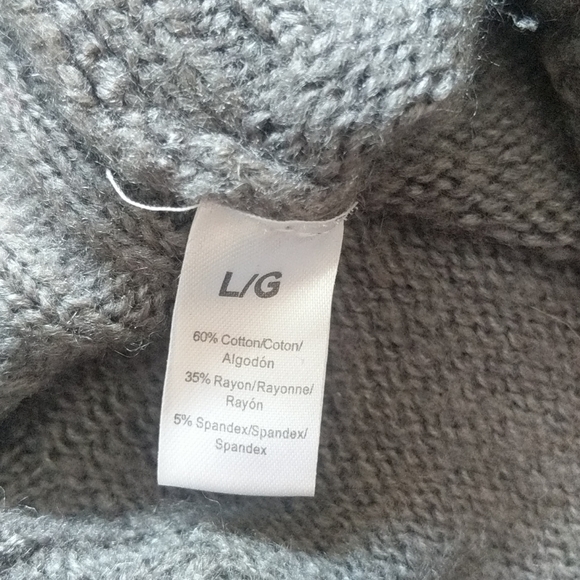 L/G
60% Cotton/Coton/
Algodón
35% Rayon/Rayonne/
Rayón
5% Spandex/Spandex/
Spandex